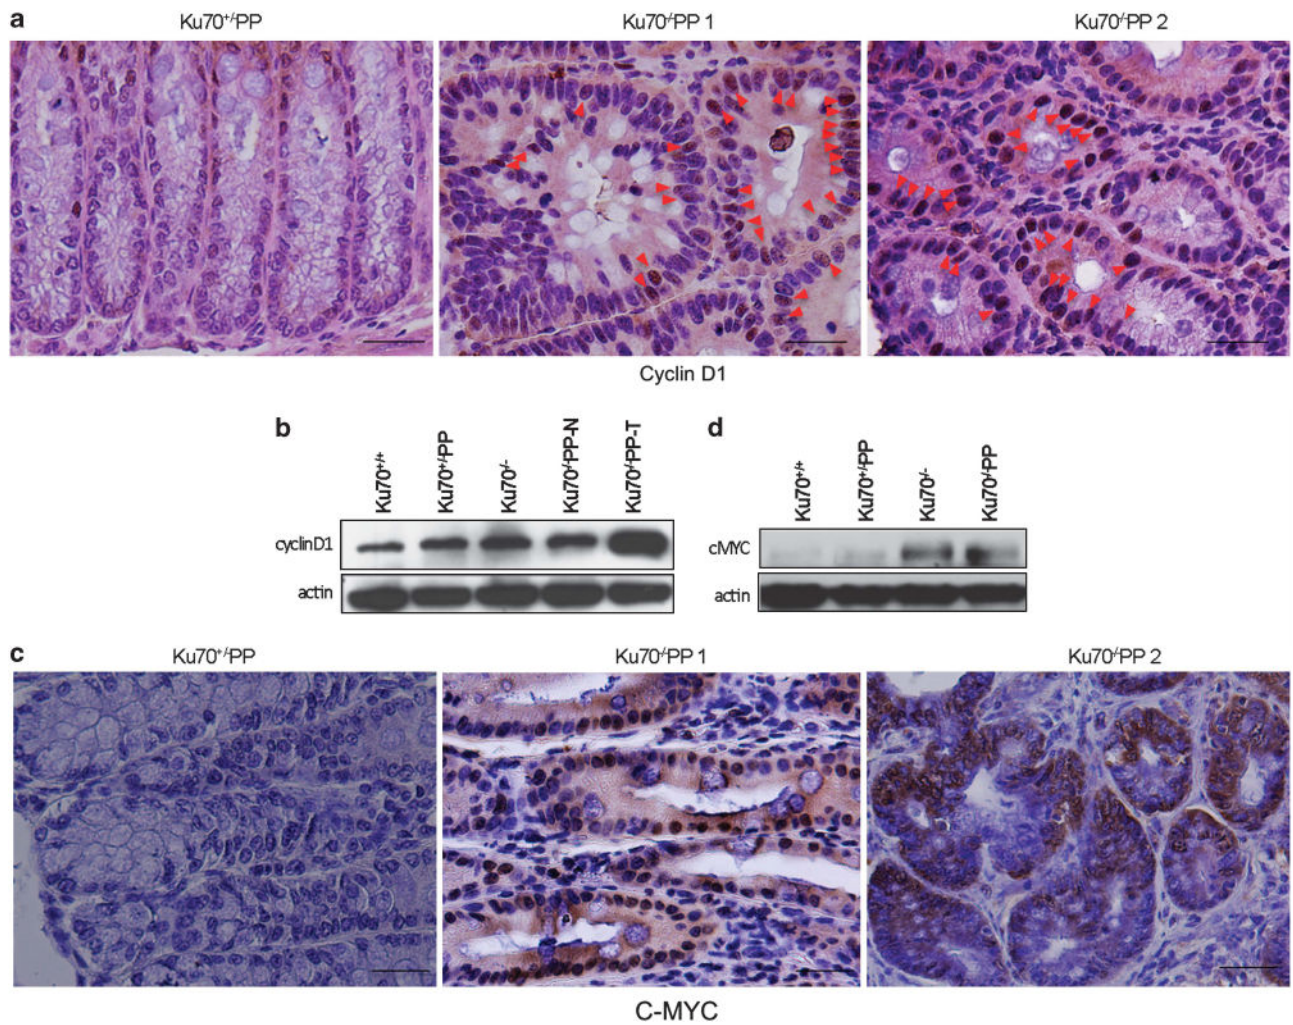 a
Ku70+/-PP
Ku70-/-PP 1
Ku70-/-PP 2
Cyclin D1
b
Ku70+/+
Ku70+/-PP
Ku70-/-
Ku70-/-PP-N
Ku70-/-PP-T
cyclinD1
actin
d
Ku70+/+
Ku70+/-PP
Ku70-/-
Ku70-/-PP
cMYC
actin
c
Ku70+/-PP
Ku70-/-PP 1
Ku70-/-PP 2
C-MYC